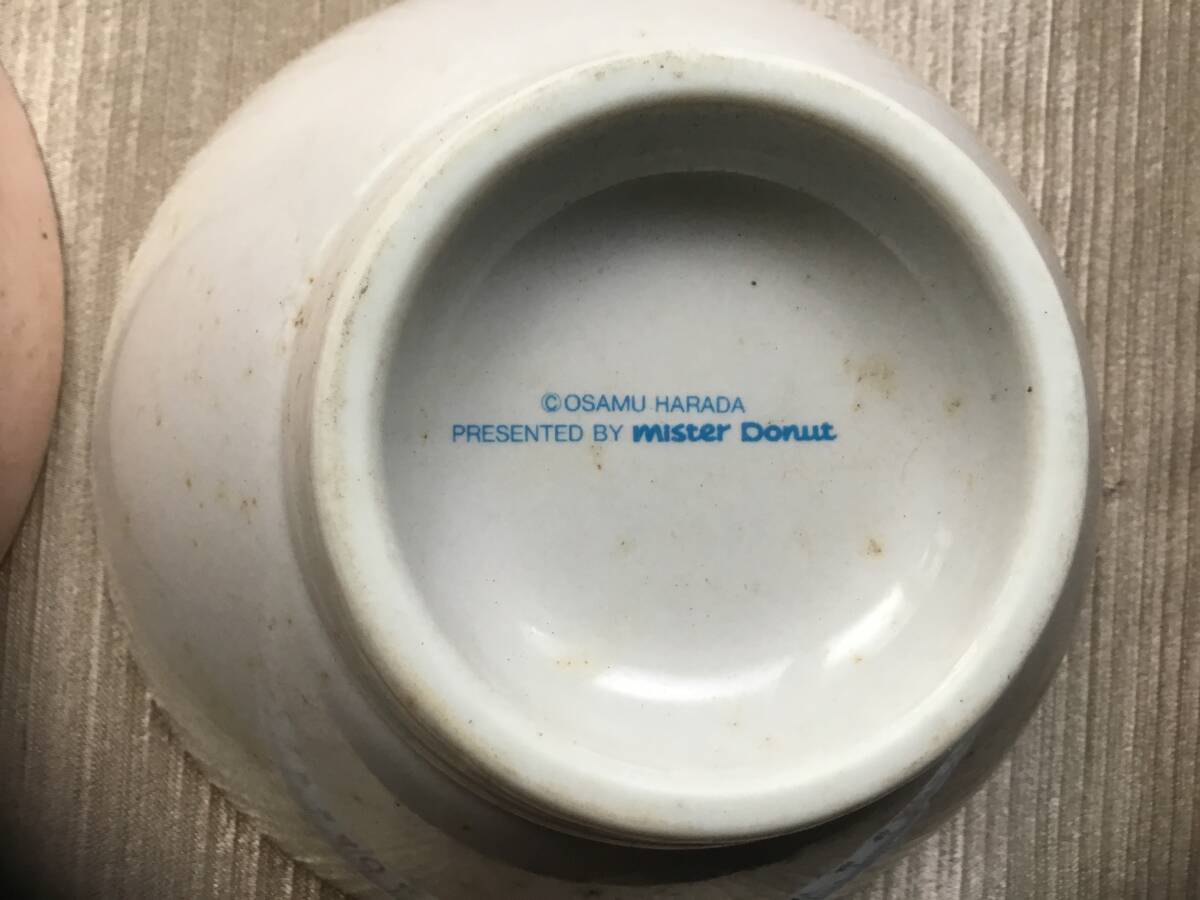 ©OSAMU HARADA
PRESENTED BY mister Donut